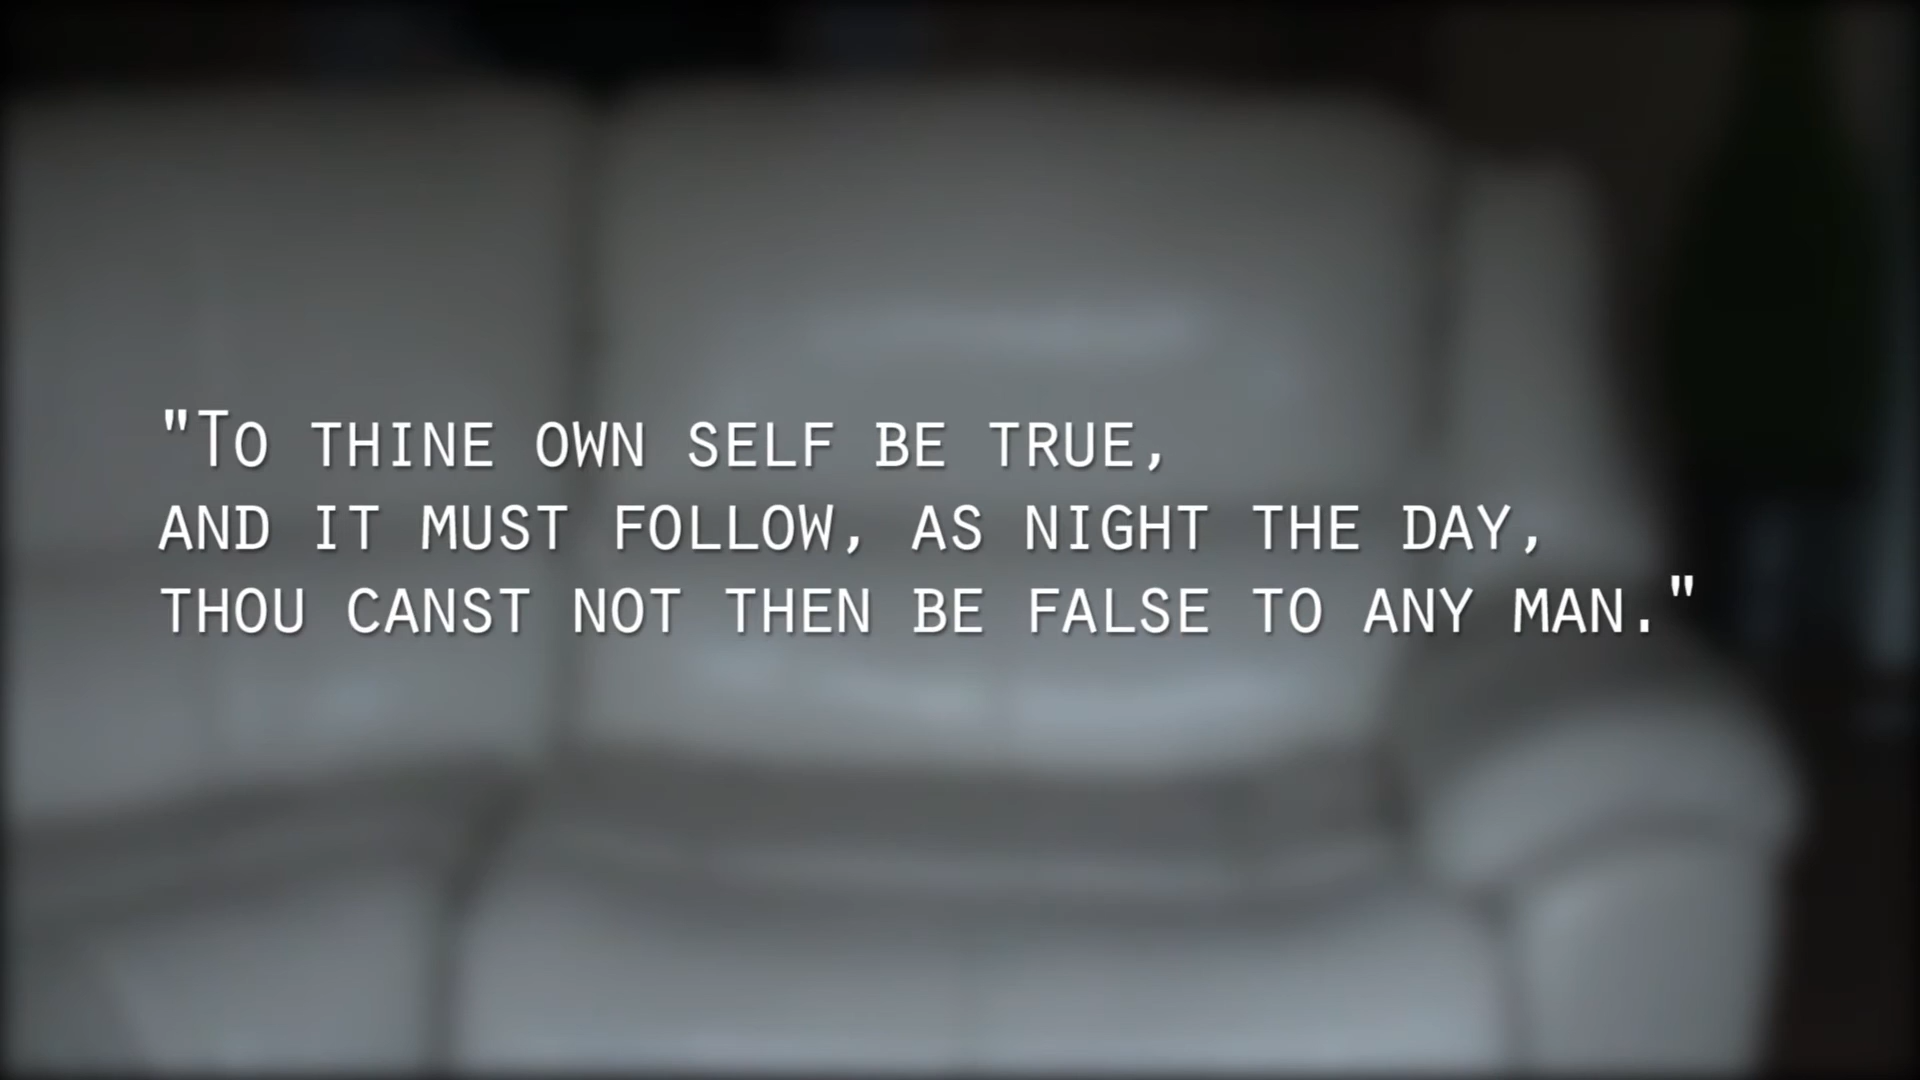 "To thine own self be true,
and it must follow, as night the day,
thou canst not then be false to any man."